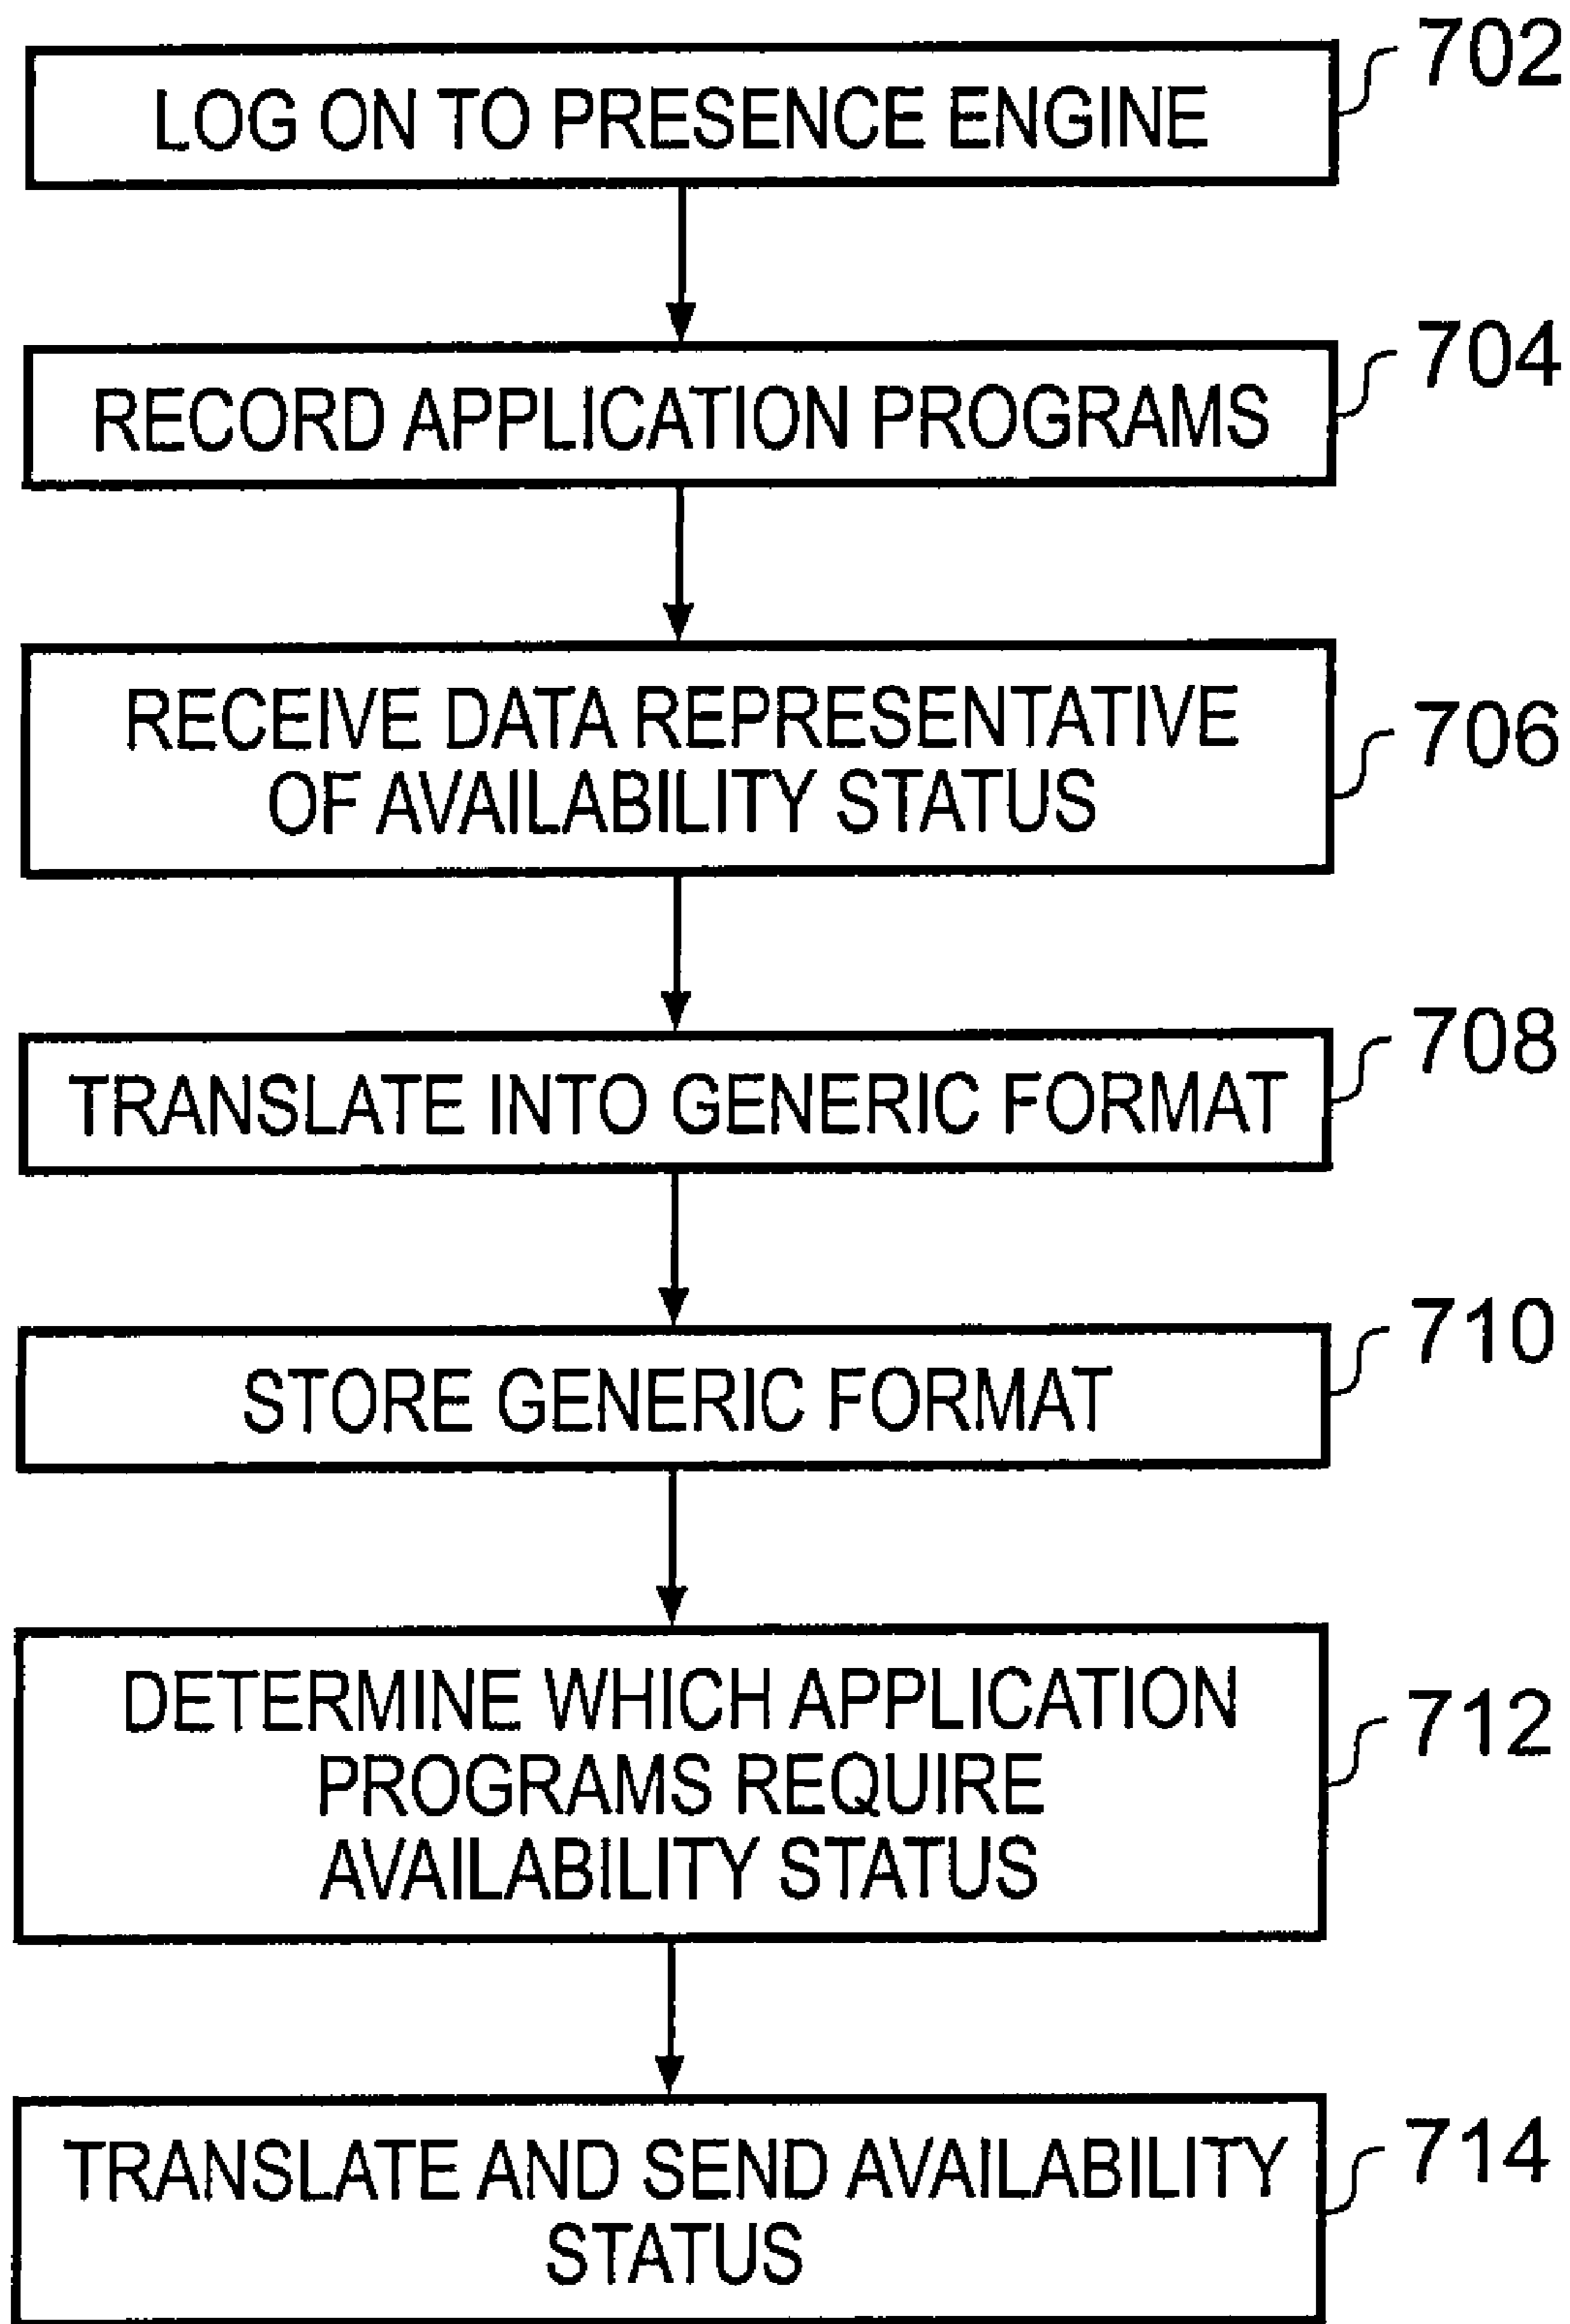 702
LOG ON TO PRESENCE ENGINE
704
RECORD APPLICATION PROGRAMS
706
RECEIVE DATA REPRESENTATIVE
OF AVAILABILITY STATUS
708
TRANSLATE INTO GENERIC FORMAT
710
STORE GENERIC FORMAT
712
DETERMINE WHICH APPLICATION
PROGRAMS REQUIRE
AVAILABILITY STATUS
714
TRANSLATE AND SEND AVAILABILITY
STATUS